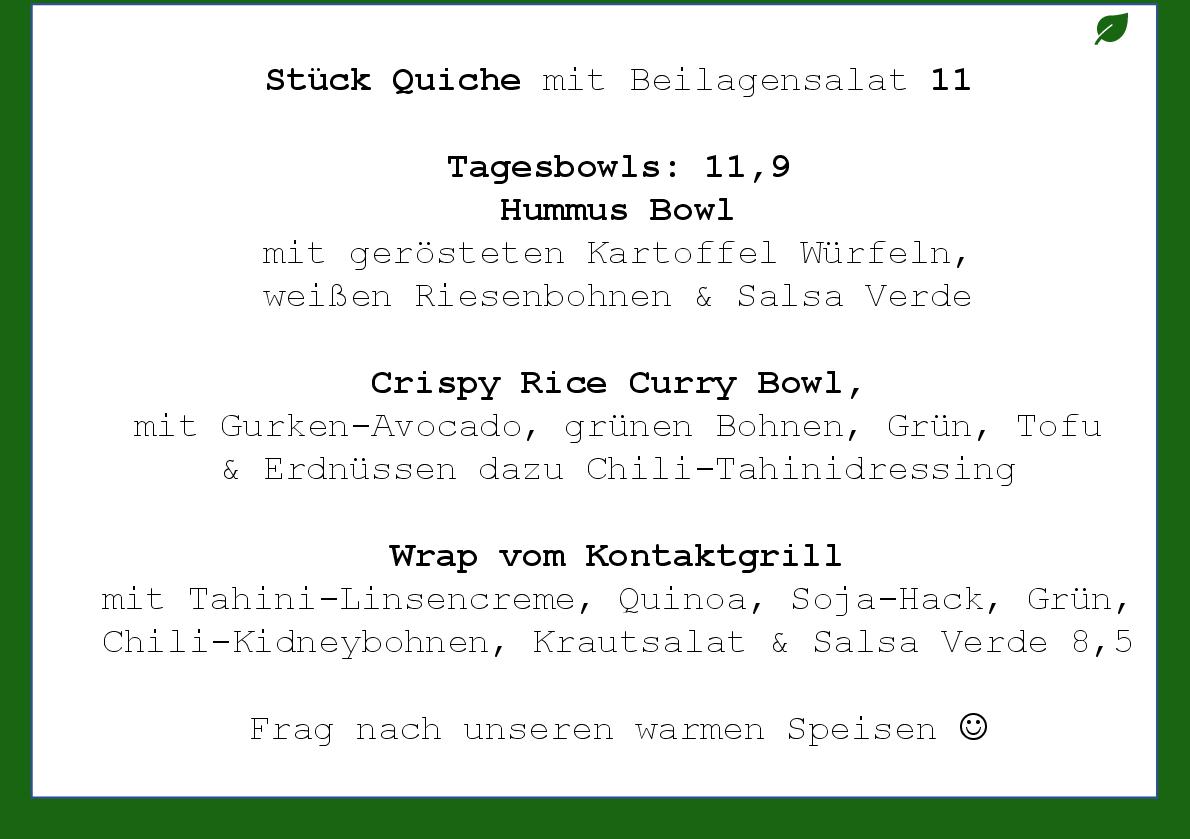 Stück Quiche mit Beilagensalat 11
Tagesbowls: 11,9
Hummus Bowl
mit gerösteten Kartoffel Würfeln,
weißen Riesenbohnen & Salsa Verde
Crispy Rice Curry Bowl,
mit Gurken-Avocado, grünen Bohnen, Grün, Tofu
& Erdnüssen dazu Chili-Tahinidressing
Wrap vom Kontaktgrill
mit Tahini-Linsencreme, Quinoa, Soja-Hack, Grün,
Chili-Kidneybohnen, Krautsalat & Salsa Verde 8,5
Frag nach unseren warmen Speisen ☺